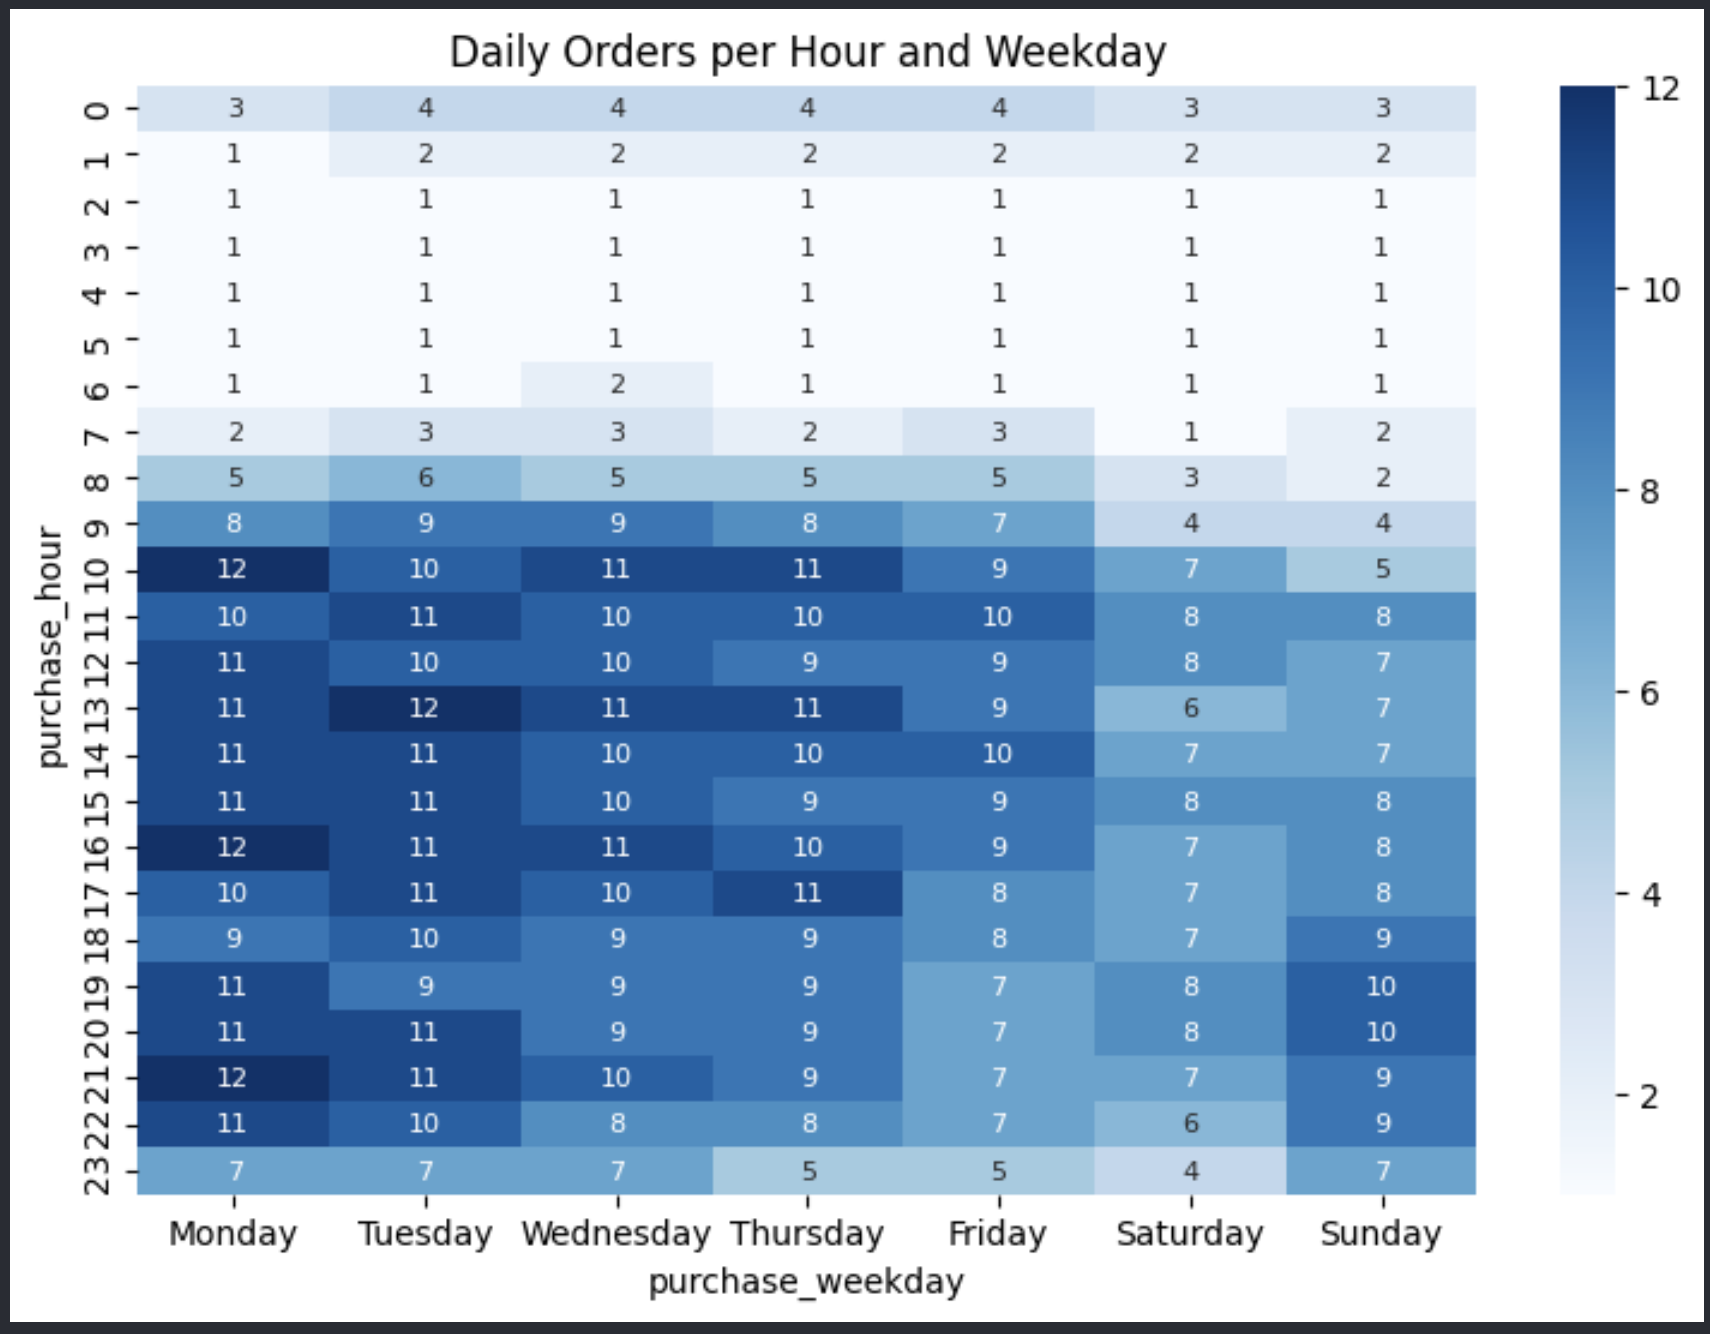 Daily Orders per Hour and Weekday
0 3 4 4 4 4 3 3
1 1 2 2 2 2 2 2
2 1 1 1 1 1 1 1
3 1 1 1 1 1 1 1
4 1 1 1 1 1 1 1
5 1 1 1 1 1 1 1
6 1 1 2 1 1 1 1
7 2 3 3 2 3 1 2
8 5 6 5 5 5 3 2
9 8 9 9 8 7 4 4
10 12 10 11 11 9 7 5
11 10 11 10 10 10 8 8
12 11 10 10 9 9 8 7
13 11 12 11 11 9 6 7
14 11 11 10 10 10 7 7
15 11 11 10 9 9 8 8
16 12 11 11 10 9 7 8
17 10 11 10 11 8 7 8
18 9 10 9 9 8 7 9
19 11 9 9 9 7 8 10
20 11 11 9 9 7 8 10
21 12 11 10 9 7 7 9
22 11 10 8 8 7 6 9
23 7 7 7 5 5 4 7
Monday Tuesday Wednesday Thursday Friday Saturday Sunday
purchase_weekday
purchase_hour
12
10
8
6
4
2